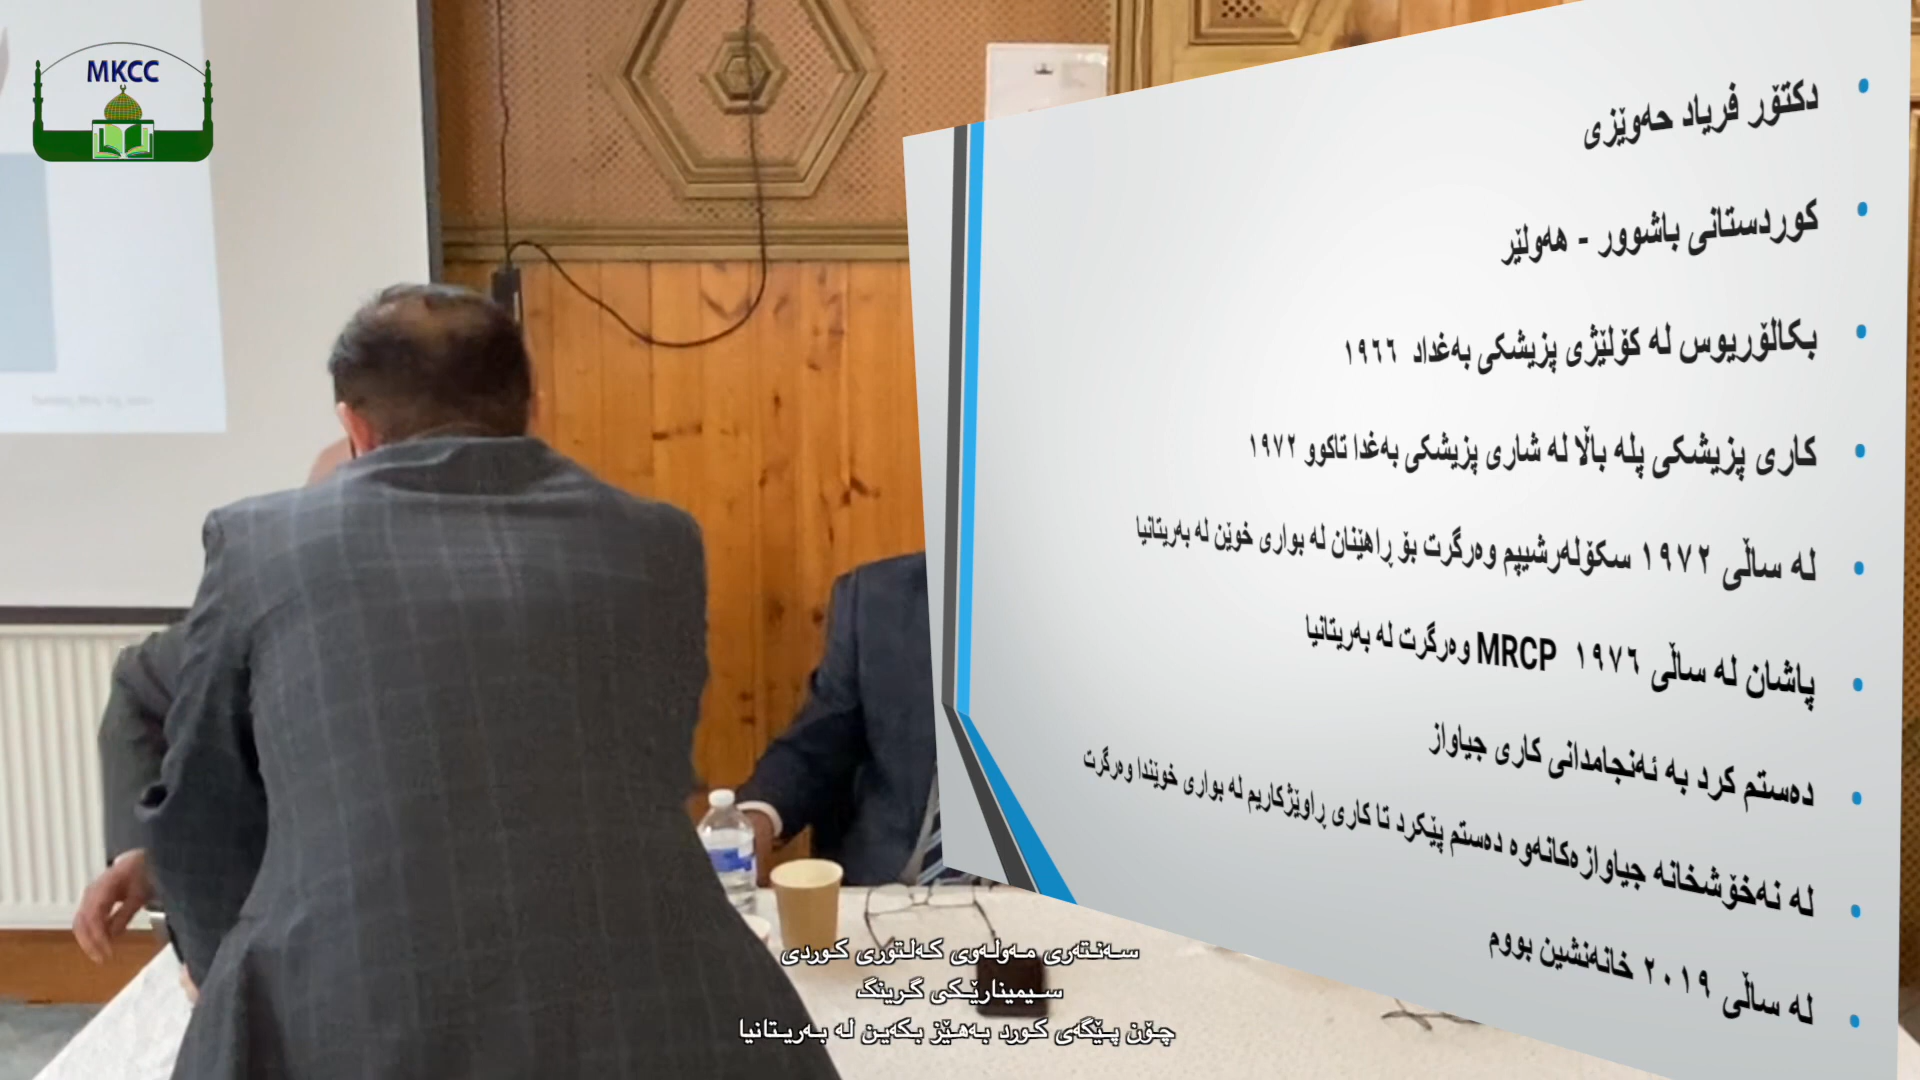 MKCC
دکتۆر فریاد حەوێزی
کوردستانی باشوور - هەولێر
بکالۆریوس لە کۆلێژی پزیشکی بەغداد ١٩٦٦
کاری پزیشکی پلە باڵا لە شاری پزیشکی بەغدا تاکوو ١٩٧٢
لە ساڵی ١٩٧٢ سکۆلەرشیپم وەرگرت بۆ ڕاهێنان لە بواری خوێن لە بەریتانیا
پاشان لە ساڵی ١٩٧٦ MRCP وەرگرت لە بەریتانیا
دەستم کرد بە ئەنجامدانی کاری جیاواز
لە نەخۆشخانە جیاوازەکانەوە دەستم پێکرد تا کاری ڕاوێژکاریم لە بواری خوێندا وەرگرت
لە ساڵی ٢٠١٩ خانەنشین بووم
سەنتەری مەولەوی کەلتوری کوردی
سیمینارێکی گرینگ
چۆن پێگەی کورد بەهێز بکەین لە بەریتانیا